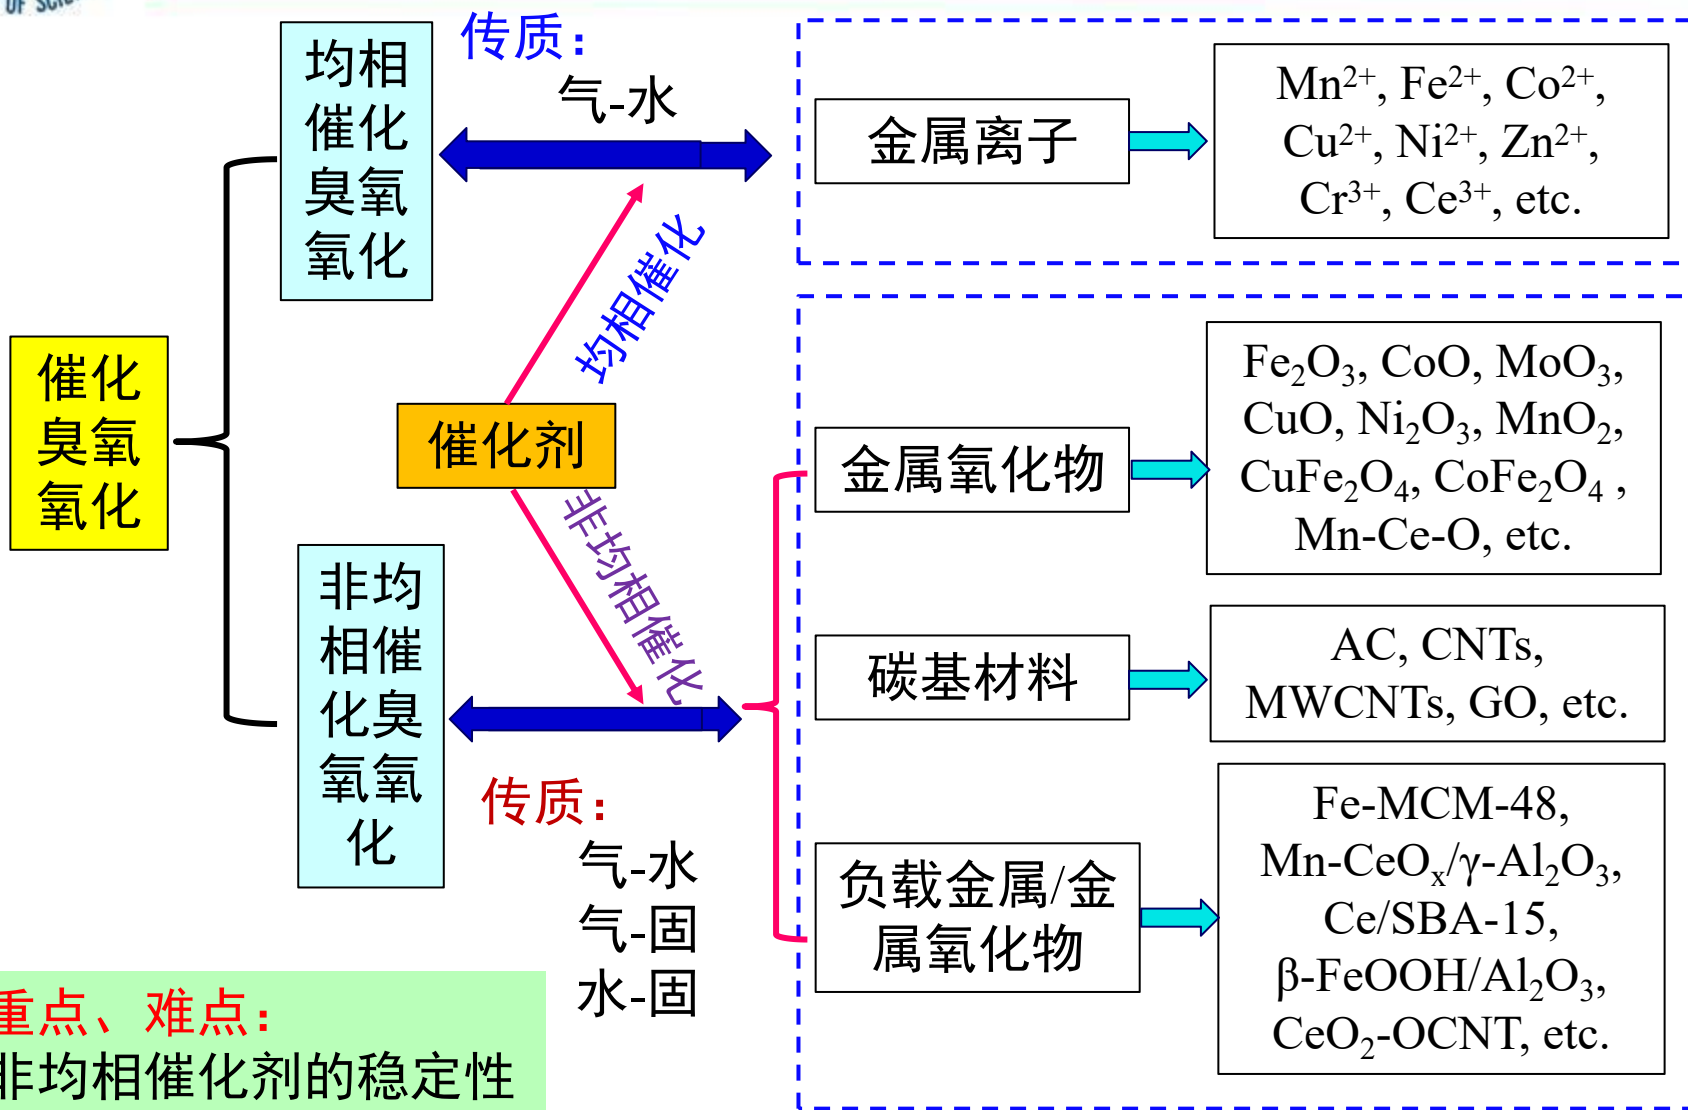 OF SCI
传质：
气-水
均相
催化
臭氧
氧化
金属离子
Mn²⁺, Fe²⁺, Co²⁺,
Cu²⁺, Ni²⁺, Zn²⁺,
Cr³⁺, Ce³⁺, etc.
均相催化
催化
臭氧
氧化
催化剂
非均相催化
非均
相催
化臭
氧氧
化
传质：
气-水
气-固
水-固
金属氧化物
Fe₂O₃, CoO, MoO₃,
CuO, Ni₂O₃, MnO₂,
CuFe₂O₄, CoFe₂O₄ ,
Mn-Ce-O, etc.
碳基材料
AC, CNTs,
MWCNTs, GO, etc.
负载金属/金
属氧化物
Fe-MCM-48,
Mn-CeOₓ/γ-Al₂O₃,
Ce/SBA-15,
β-FeOOH/Al₂O₃,
CeO₂-OCNT, etc.
重点、难点：
非均相催化剂的稳定性